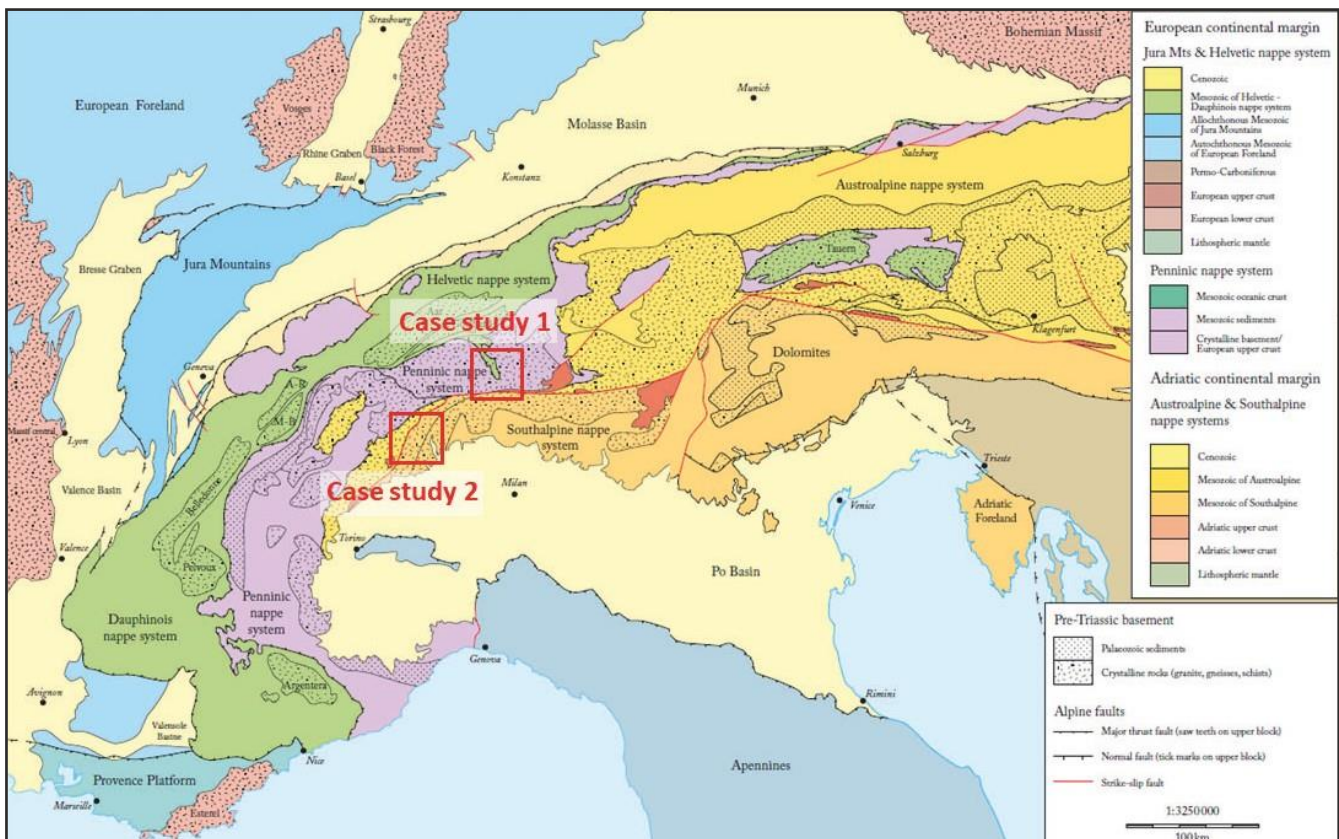 Strasbourg
Bohemian Massif
European Foreland
Vosges
Munich
Molasse Basin
Rhine Graben
Black Forest
Salzburg
Basel
Konstanz
Austroalpine nappe system
Bresse Graben
Jura Mountains
Tauern
Helvetic nappe system
Aar
Case study 1
Klagenfurt
Geneva
Penninic nappe
system
Dolomites
A-R
M-B
Massif central
Lyon
Southalpine nappe
system
Trieste
Case study 2
Valence Basin
Belledonne
Milan
Venice
Adriatic
Foreland
Torino
Valence
Pelvoux
Po Basin
Penninic
nappe
system
Dauphinois
nappe system
Genova
Argentera
Avignon
Rimini
Valensole
Bastne
Nice
Provence Platform
Apennines
Marseille
Esterel
European continental margin
Jura Mts & Helvetic nappe system
Cenozoic
Mesozoic of Helvetic -
Dauphinois nappe system
Allochthonous Mesozoic
of Jura Mountains
Autochthonous Mesozoic
of European Foreland
Permo-Carboniferous
European upper crust
European lower crust
Lithospheric mantle
Penninic nappe system
Mesozoic oceanic crust
Mesozoic sediments
Crystalline basement/
European upper crust
Adriatic continental margin
Austroalpine & Southalpine
nappe systems
Cenozoic
Mesozoic of Austroalpine
Mesozoic of Southalpine
Adriatic upper crust
Adriatic lower crust
Lithospheric mantle
Pre-Triassic basement
Palaeozoic sediments
Crystalline rocks (granite, gneisses, schists)
Alpine faults
Major thrust fault (saw teeth on upper block)
Normal fault (tick marks on upper block)
Strike-slip fault
1:3250000
100 km